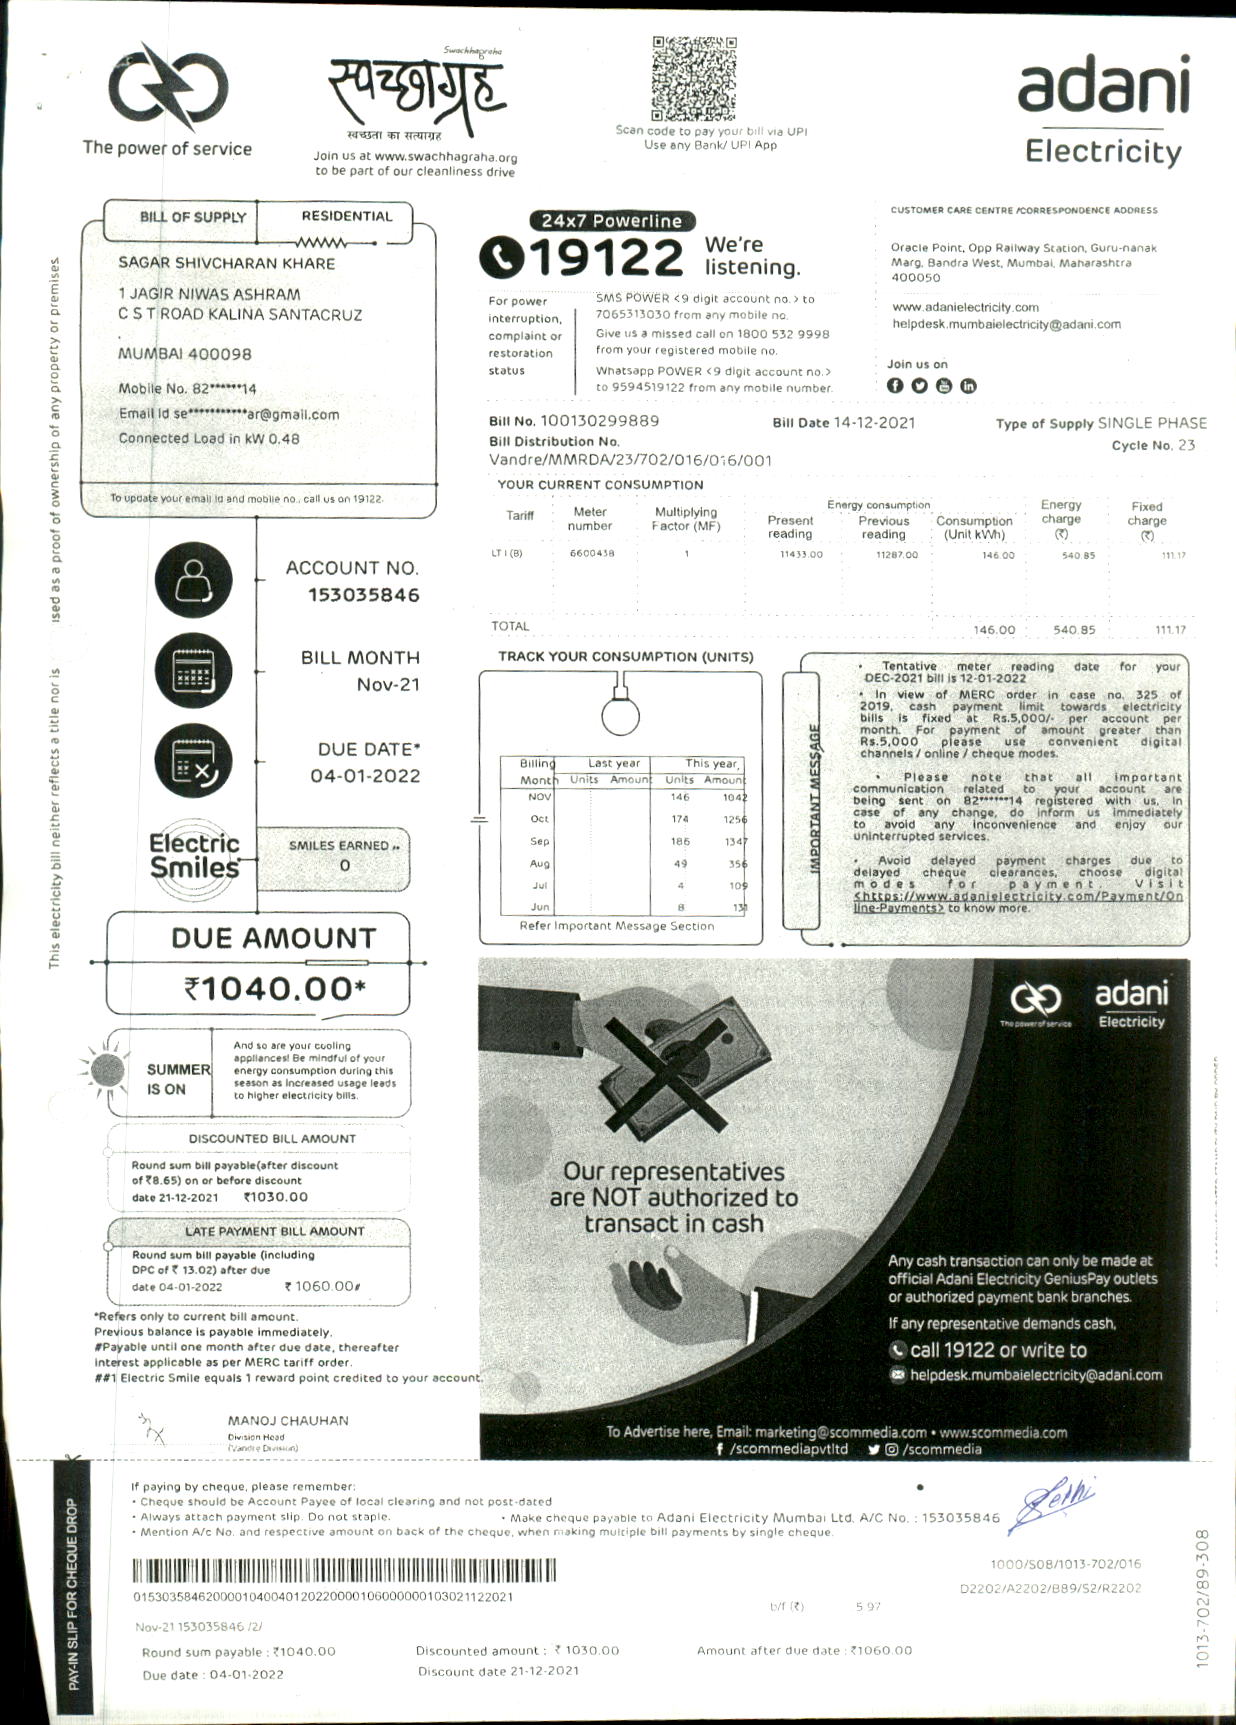 The power of service
Swachhagraha
स्वच्छाग्रह
स्वच्छता का सत्याग्रह
Join us at www.swachhagraha.org
to be part of our cleanliness drive
Scan code to pay your bill via UPI
Use any Bank/ UPI App
adani
Electricity
BILL OF SUPPLY
RESIDENTIAL
SAGAR SHIVCHARAN KHARE
1 JAGIR NIWAS ASHRAM
C S T ROAD KALINA SANTACRUZ
.
MUMBAI 400098
Mobile No. 82******14
Email Id se***********ar@gmail.com
Connected Load in kW 0.48
To update your email id and mobile no., call us on 19122.
24x7 Powerline
19122 We're listening.
For power interruption, complaint or restoration status
SMS POWER <9 digit account no.> to
7065313030 from any mobile no.
Give us a missed call on 1800 532 9998
from your registered mobile no.
Whatsapp POWER <9 digit account no.>
to 9594519122 from any mobile number.
CUSTOMER CARE CENTRE /CORRESPONDENCE ADDRESS
Oracle Point, Opp Railway Station, Guru-nanak
Marg, Bandra West, Mumbai, Maharashtra
400050
www.adanielectricity.com
helpdesk.mumbaielectricity@adani.com
Join us on
Bill No. 100130299889
Bill Date 14-12-2021
Type of Supply SINGLE PHASE
Bill Distribution No.
Cycle No. 23
Vandre/MMRDA/23/702/016/016/001
YOUR CURRENT CONSUMPTION
Tariff Meter number Multiplying Factor (MF) Energy consumption Present reading Previous reading Consumption (Unit kWh) Energy charge (₹) Fixed charge (₹)
LT I (B) 6600438 1 11433.00 11287.00 146.00 540.85 111.17
TOTAL 146.00 540.85 111.17
This electricity bill neither reflects a title nor is
ised as a proof of ownership of any property or premises
ACCOUNT NO.
153035846
BILL MONTH
Nov-21
DUE DATE*
04-01-2022
Electric
Smiles
SMILES EARNED
0
DUE AMOUNT
₹1040.00*
SUMMER
IS ON
And so are your cooling
appliances! Be mindful of your
energy consumption during this
season as increased usage leads
to higher electricity bills.
DISCOUNTED BILL AMOUNT
Round sum bill payable(after discount
of ₹8.65) on or before discount
date 21-12-2021 ₹1030.00
LATE PAYMENT BILL AMOUNT
Round sum bill payable (including
DPC of ₹ 13.02) after due
date 04-01-2022 ₹ 1060.00#
*Refers only to current bill amount.
Previous balance is payable immediately.
#Payable until one month after due date, thereafter
interest applicable as per MERC tariff order.
##1 Electric Smile equals 1 reward point credited to your account.
MANOJ CHAUHAN
Division Head
(Vandre Division)
TRACK YOUR CONSUMPTION (UNITS)
Billing Last year This year
Month Units Amount Units Amount
NOV 146 1042
Oct 174 1256
Sep 186 1347
Aug 49 356
Jul 4 109
Jun 8 131
Refer Important Message Section
IMPORTANT MESSAGE
• Tentative meter reading date for your
DEC-2021 bill is 12-01-2022
• In view of MERC order in case no. 325 of
2019, cash payment limit towards electricity
bills is fixed at Rs.5,000/- per account per
month. For payment of amount greater than
Rs.5,000 please use convenient digital
channels / online / cheque modes.
• Please note that all important
communication related to your account are
being sent on 82******14 registered with us. In
case of any change, do inform us immediately
to avoid any inconvenience and enjoy our
uninterrupted services.
• Avoid delayed payment charges due to
delayed cheque clearances, choose digital
modes for payment. Visit
<https://www.adanielectricity.com/Payment/On
line-Payments> to know more.
The power of service
adani
Electricity
Our representatives
are NOT authorized to
transact in cash
Any cash transaction can only be made at
official Adani Electricity GeniusPay outlets
or authorized payment bank branches.
If any representative demands cash,
call 19122 or write to
helpdesk.mumbaielectricity@adani.com
To Advertise here, Email: marketing@scommedia.com • www.scommedia.com
/scommediapvtltd /scommedia
PAY-IN SLIP FOR CHEQUE DROP
If paying by cheque, please remember:
• Cheque should be Account Payee of local clearing and not post-dated
• Always attach payment slip. Do not staple.
• Make cheque payable to Adani Electricity Mumbai Ltd. A/C No. : 153035846
• Mention A/c No. and respective amount on back of the cheque, when making multiple bill payments by single cheque.
1000/S08/1013-702/016
D2202/A2202/B89/S2/R2202
b/f (₹) 5.97
Nov-21 153035846 /2/
Round sum payable : ₹1040.00
Discounted amount : ₹ 1030.00
Amount after due date : ₹1060.00
Due date : 04-01-2022
Discount date 21-12-2021
1013-702/89-308